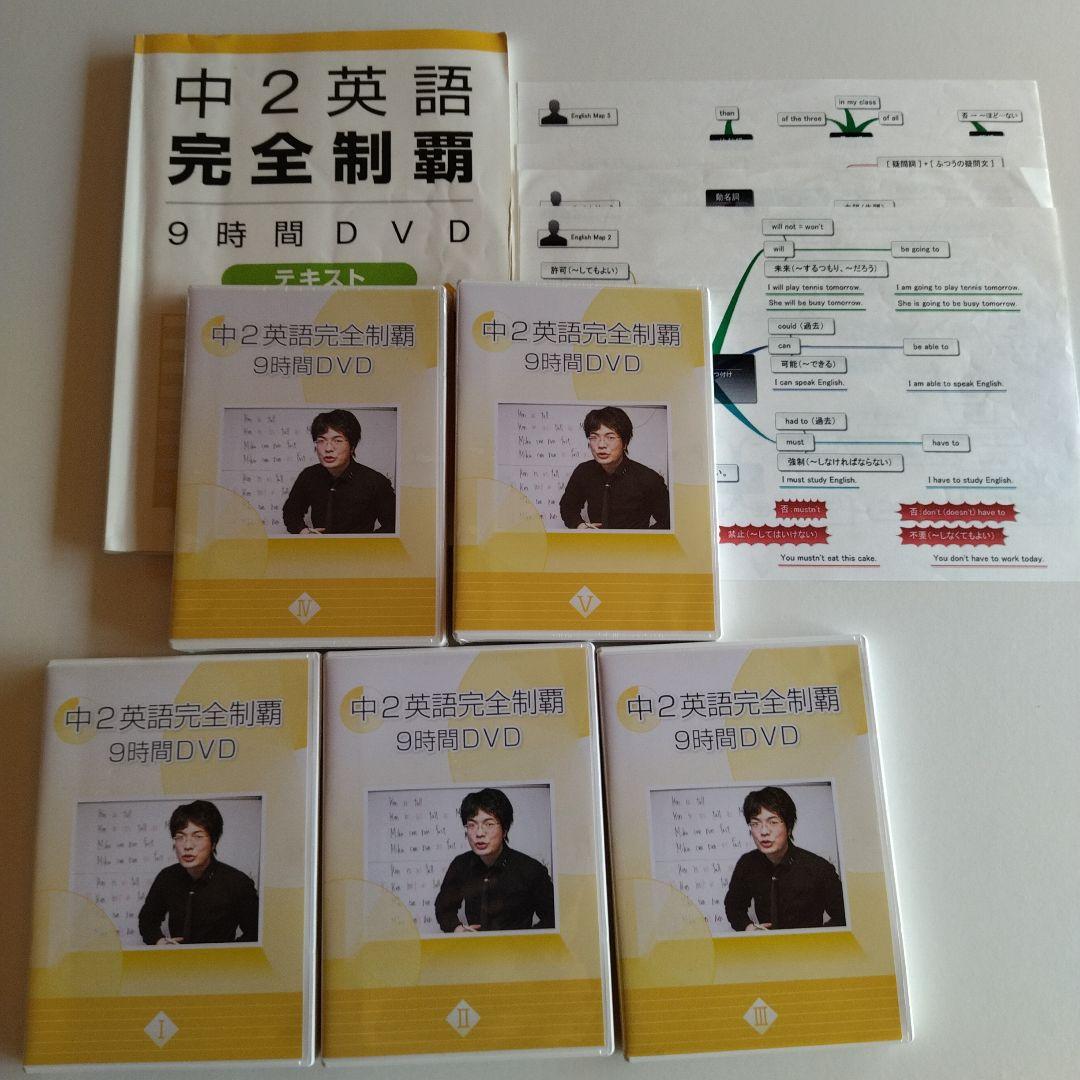 中2英語
完全制覇
9時間DVD
テキスト
English Map 3
than
in my class
of the three
of all
否 → ～ほど…ない
[疑問詞]+[ふつうの疑問文]
動名詞
English Map 2
許可(～してもよい)
will not = won't
will
be going to
未来(～するつもり、～だろう)
I will play tennis tomorrow.
I am going to play tennis tomorrow.
She will be busy tomorrow.
She is going to be busy tomorrow.
could (過去)
can
be able to
可能(～できる)
I can speak English.
I am able to speak English.
had to (過去)
must
have to
強制(～しなければならない)
I must study English.
I have to study English.
否:mustn't
否:don't (doesn't) have to
禁止(～してはいけない)
不要(～しなくてもよい)
You mustn't eat this cake.
You don't have to work today.
中2英語完全制覇
9時間DVD
Ⅳ
中2英語完全制覇
9時間DVD
Ⅴ
中2英語完全制覇
9時間DVD
Ⅰ
中2英語完全制覇
9時間DVD
Ⅱ
中2英語完全制覇
9時間DVD
Ⅲ